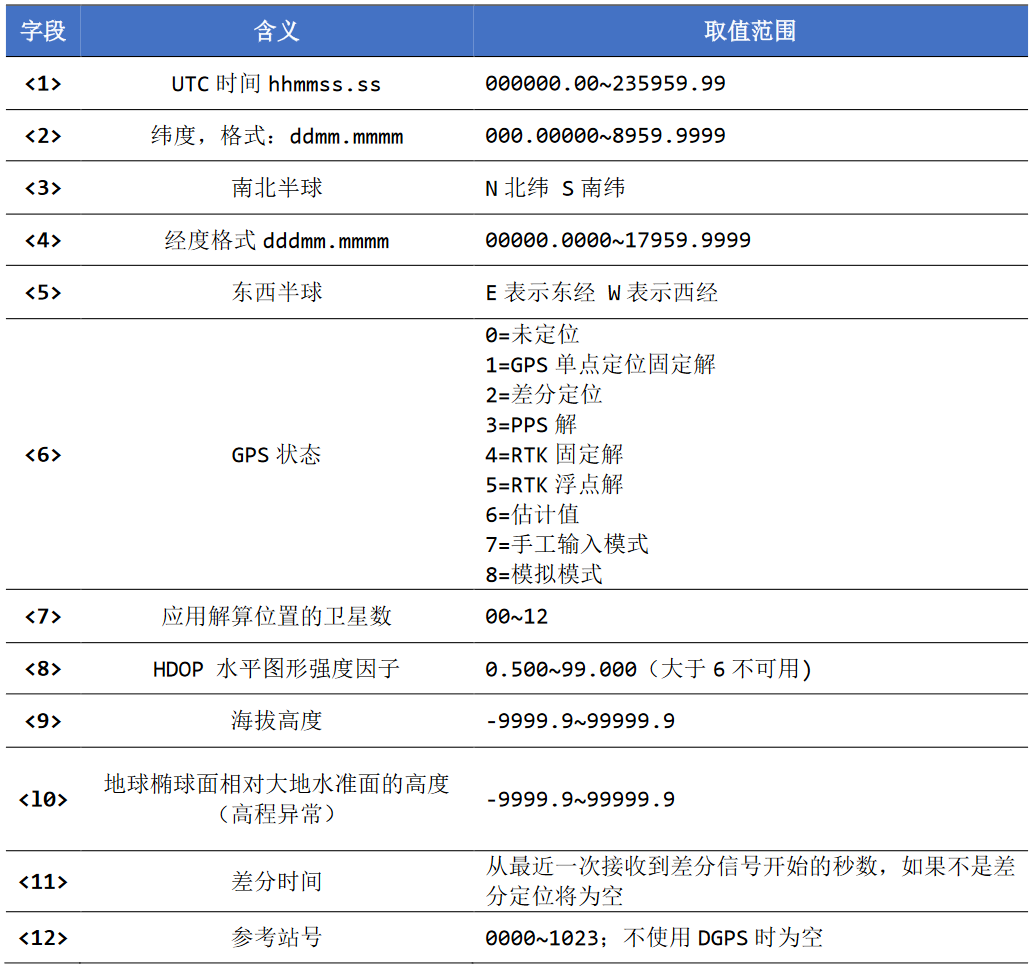 字段 含义 取值范围
<1> UTC 时间 hhmmss.ss 000000.00~235959.99
<2> 纬度，格式：ddmm.mmmm 000.00000~8959.9999
<3> 南北半球 N 北纬 S 南纬
<4> 经度格式 dddmm.mmmm 00000.0000~17959.9999
<5> 东西半球 E 表示东经 W 表示西经
<6> GPS 状态 0=未定位
1=GPS 单点定位固定解
2=差分定位
3=PPS 解
4=RTK 固定解
5=RTK 浮点解
6=估计值
7=手工输入模式
8=模拟模式
<7> 应用解算位置的卫星数 00~12
<8> HDOP 水平图形强度因子 0.500~99.000（大于 6 不可用)
<9> 海拔高度 -9999.9~99999.9
<l0> 地球椭球面相对大地水准面的高度
（高程异常） -9999.9~99999.9
<11> 差分时间 从最近一次接收到差分信号开始的秒数，如果不是差
分定位将为空
<12> 参考站号 0000~1023；不使用 DGPS 时为空